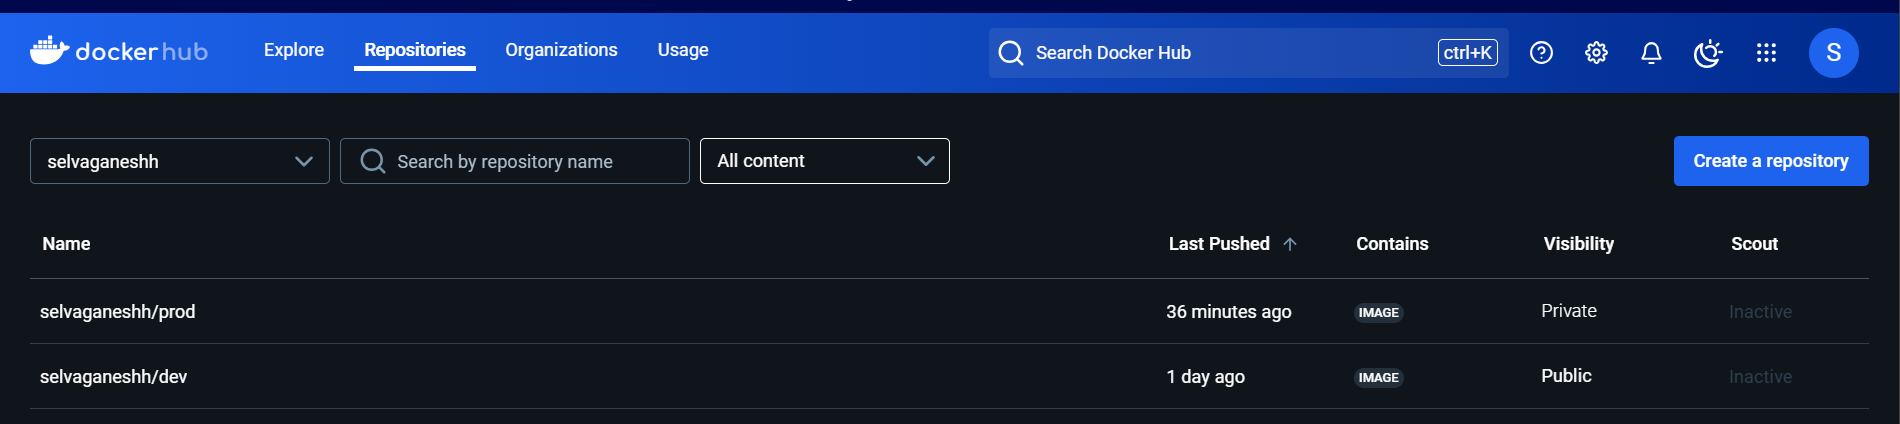 dockerhub Explore Repositories Organizations Usage Search Docker Hub ctrl+K S
selvaganeshh Search by repository name All content Create a repository
Name Last Pushed Contains Visibility Scout
selvaganeshh/prod 36 minutes ago IMAGE Private Inactive
selvaganeshh/dev 1 day ago IMAGE Public Inactive